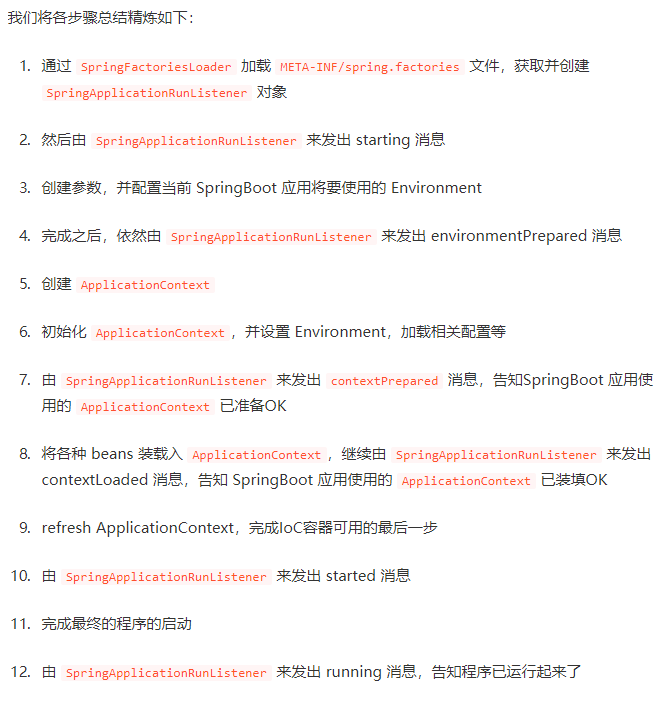 我们将各步骤总结精炼如下：
1. 通过 SpringFactoriesLoader 加载 META-INF/spring.factories 文件，获取并创建
SpringApplicationRunListener 对象
2. 然后由 SpringApplicationRunListener 来发出 starting 消息
3. 创建参数，并配置当前 SpringBoot 应用将要使用的 Environment
4. 完成之后，依然由 SpringApplicationRunListener 来发出 environmentPrepared 消息
5. 创建 ApplicationContext
6. 初始化 ApplicationContext，并设置 Environment，加载相关配置等
7. 由 SpringApplicationRunListener 来发出 contextPrepared 消息，告知SpringBoot 应用使
用的 ApplicationContext 已准备OK
8. 将各种 beans 装载入 ApplicationContext，继续由 SpringApplicationRunListener 来发出
contextLoaded 消息，告知 SpringBoot 应用使用的 ApplicationContext 已装填OK
9. refresh ApplicationContext，完成IoC容器可用的最后一步
10. 由 SpringApplicationRunListener 来发出 started 消息
11. 完成最终的程序的启动
12. 由 SpringApplicationRunListener 来发出 running 消息，告知程序已运行起来了